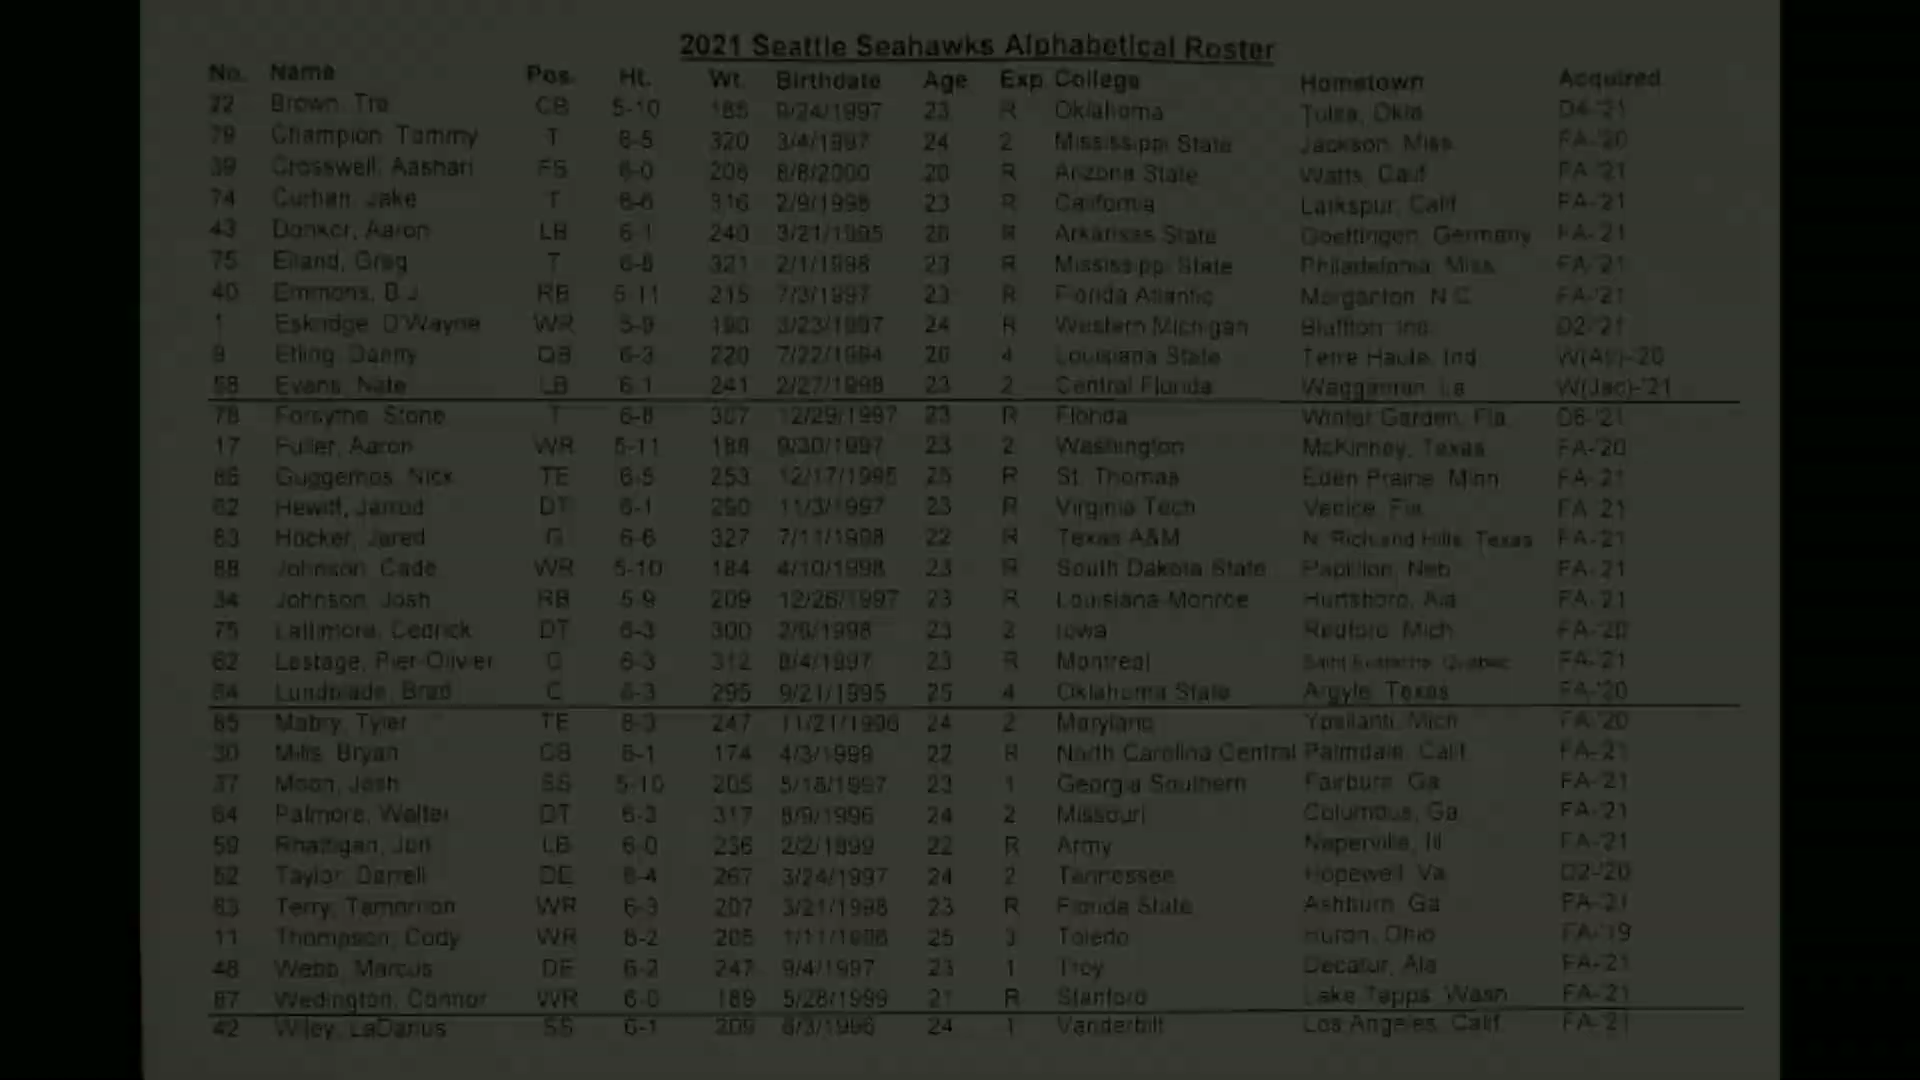 2021 Seattle Seahawks Alphabetical Roster
No. Name Pos. Ht. Wt. Birthdate Age Exp College Hometown Acquired
22 Brown, Tre CB 5-10 185 9/24/1997 23 R Oklahoma Tulsa, Okla D4-'21
79 Champion, Tommy T 6-5 320 3/4/1997 24 2 Mississippi State Jackson, Miss FA-'20
39 Crosswell, Aashari FS 6-0 206 8/8/2000 20 R Arizona State Watts, Calif FA-'21
74 Curhan, Jake T 6-6 316 2/9/1998 23 R California Larkspur, Calif FA-'21
43 Donkor, Aaron LB 6-1 240 3/21/1995 26 R Arkansas State Goettingen, Germany FA-'21
75 Eiland, Greg T 6-8 321 2/1/1998 23 R Mississippi State Philadelphia, Miss FA-'21
40 Emmons, B.J. RB 5-11 215 7/3/1997 23 R Florida Atlantic Morganton, N.C. FA-'21
1 Eskridge, D'Wayne WR 5-9 190 3/23/1997 24 R Western Michigan Bluffton, Ind. D2-'21
9 Etling, Danny QB 6-3 220 7/22/1994 26 4 Louisiana State Terre Haute, Ind W(Atl)-'20
58 Evans, Nate LB 6-1 241 2/27/1998 23 2 Central Florida Waggaman, La W(Jac)-'21
78 Forsythe, Stone T 6-8 307 12/29/1997 23 R Florida Winter Garden, Fla. D6-'21
17 Fuller, Aaron WR 5-11 188 9/30/1997 23 2 Washington McKinney, Texas FA-'20
86 Guggemos, Nick TE 6-5 253 12/17/1995 25 R St. Thomas Eden Prairie, Minn FA-'21
62 Hewitt, Jarrod DT 6-1 290 11/3/1997 23 R Virginia Tech Venice, Fla FA-'21
63 Hocker, Jared G 6-6 327 7/11/1998 22 R Texas A&M N. Richland Hills, Texas FA-'21
88 Johnson, Cade WR 5-10 184 4/10/1998 23 R South Dakota State Papillion, Neb FA-'21
34 Johnson, Josh RB 5-9 209 12/26/1997 23 R Louisiana-Monroe Hurtsboro, Ala FA-'21
75 Lattimore, Cedrick DT 6-3 300 2/6/1998 23 2 Iowa Redford, Mich FA-'20
62 Lestage, Pier-Olivier G 6-3 312 8/4/1997 23 R Montreal Saint Eustache, Quebec FA-'21
64 Lundblade, Brad C 6-3 295 9/21/1995 25 4 Oklahoma State Argyle, Texas FA-'20
85 Mabry, Tyler TE 6-3 247 11/21/1996 24 2 Maryland Ypsilanti, Mich FA-'20
30 Mills, Bryan CB 6-1 174 4/3/1999 22 R North Carolina Central Palmdale, Calif FA-'21
37 Moon, Josh SS 5-10 205 5/18/1997 23 1 Georgia Southern Fairburn, Ga FA-'21
64 Palmore, Walter DT 6-3 317 8/9/1996 24 2 Missouri Columbus, Ga FA-'21
59 Rhattigan, Jon LB 6-0 236 2/2/1999 22 R Army Naperville, Ill FA-'21
52 Taylor, Darrell DE 6-4 267 3/24/1997 24 2 Tennessee Hopewell, Va D2-'20
83 Terry, Tamorrion WR 6-3 207 3/21/1998 23 R Florida State Ashburn, Ga FA-'21
11 Thompson, Cody WR 6-2 205 1/11/1996 25 3 Toledo Huron, Ohio FA-'19
48 Webb, Marcus DE 6-2 247 9/4/1997 23 1 Troy Decatur, Ala FA-'21
87 Wedington, Connor WR 6-0 189 5/28/1999 21 R Stanford Lake Tapps, Wash FA-'21
42 Wiley, LaDarius SS 6-1 209 6/3/1996 24 1 Vanderbilt Los Angeles, Calif. FA-'21